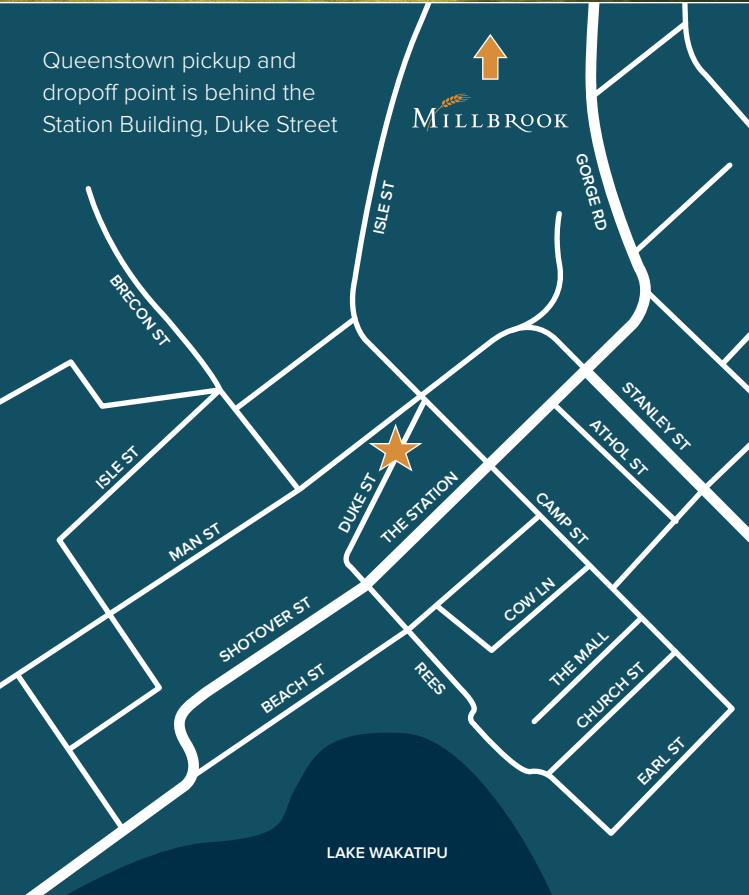 Queenstown pickup and
dropoff point is behind the
Station Building, Duke Street
MILLBROOK
GORGE RD
ISLE ST
BRECON ST
STANLEY ST
ATHOL ST
ISLE ST
DUKE ST
THE STATION
CAMP ST
MAN ST
COW LN
SHOTOVER ST
THE MALL
BEACH ST
REES
CHURCH ST
EARL ST
LAKE WAKATIPU